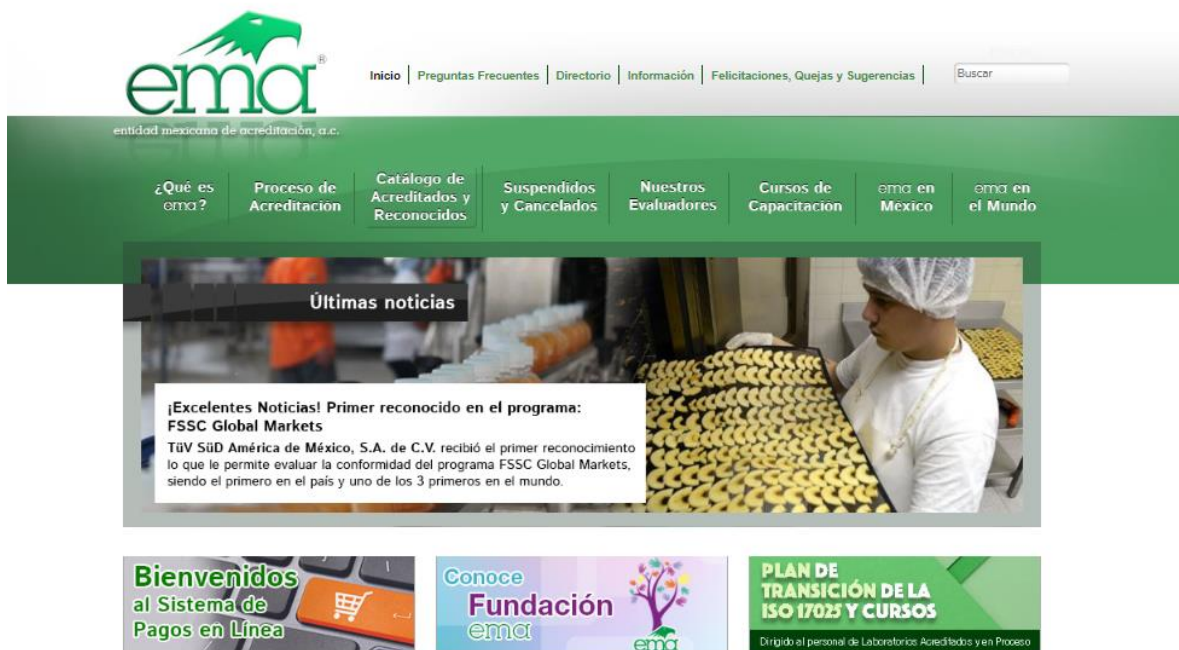 ema®
entidad mexicana de acreditación, a.c.
Inicio | Preguntas Frecuentes | Directorio | Información | Felicitaciones, Quejas y Sugerencias |
Buscar
¿Qué es
ema?
Proceso de
Acreditación
Catálogo de
Acreditados y
Reconocidos
Suspendidos
y Cancelados
Nuestros
Evaluadores
Cursos de
Capacitación
ema en
México
ema en
el Mundo
Últimas noticias
¡Excelentes Noticias! Primer reconocido en el programa:
FSSC Global Markets
TüV SüD América de México, S.A. de C.V. recibió el primer reconocimiento
lo que le permite evaluar la conformidad del programa FSSC Global Markets,
siendo el primero en el país y uno de los 3 primeros en el mundo.
Bienvenidos
al Sistema de
Pagos en Línea
Conoce
Fundación
ema
ema
PLAN DE
TRANSICIÓN DE LA
ISO 17025 Y CURSOS
Dirigido al personal de Laboratorios Acreditados y en Proceso